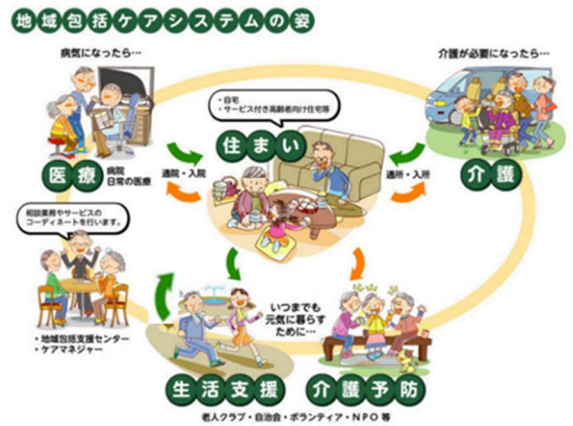 地域包括ケアシステムの姿
病気になったら…
介護が必要になったら…
・自宅
・サービス付き高齢者向け住宅等
住まい
医療
病院
日常の医療
通院・入院
通所・入所
介護
相談業務やサービスの
コーディネートを行います。
・地域包括支援センター
・ケアマネジャー
いつまでも
元気に暮らす
ために…
生活支援
介護予防
老人クラブ・自治会・ボランティア・NPO 等